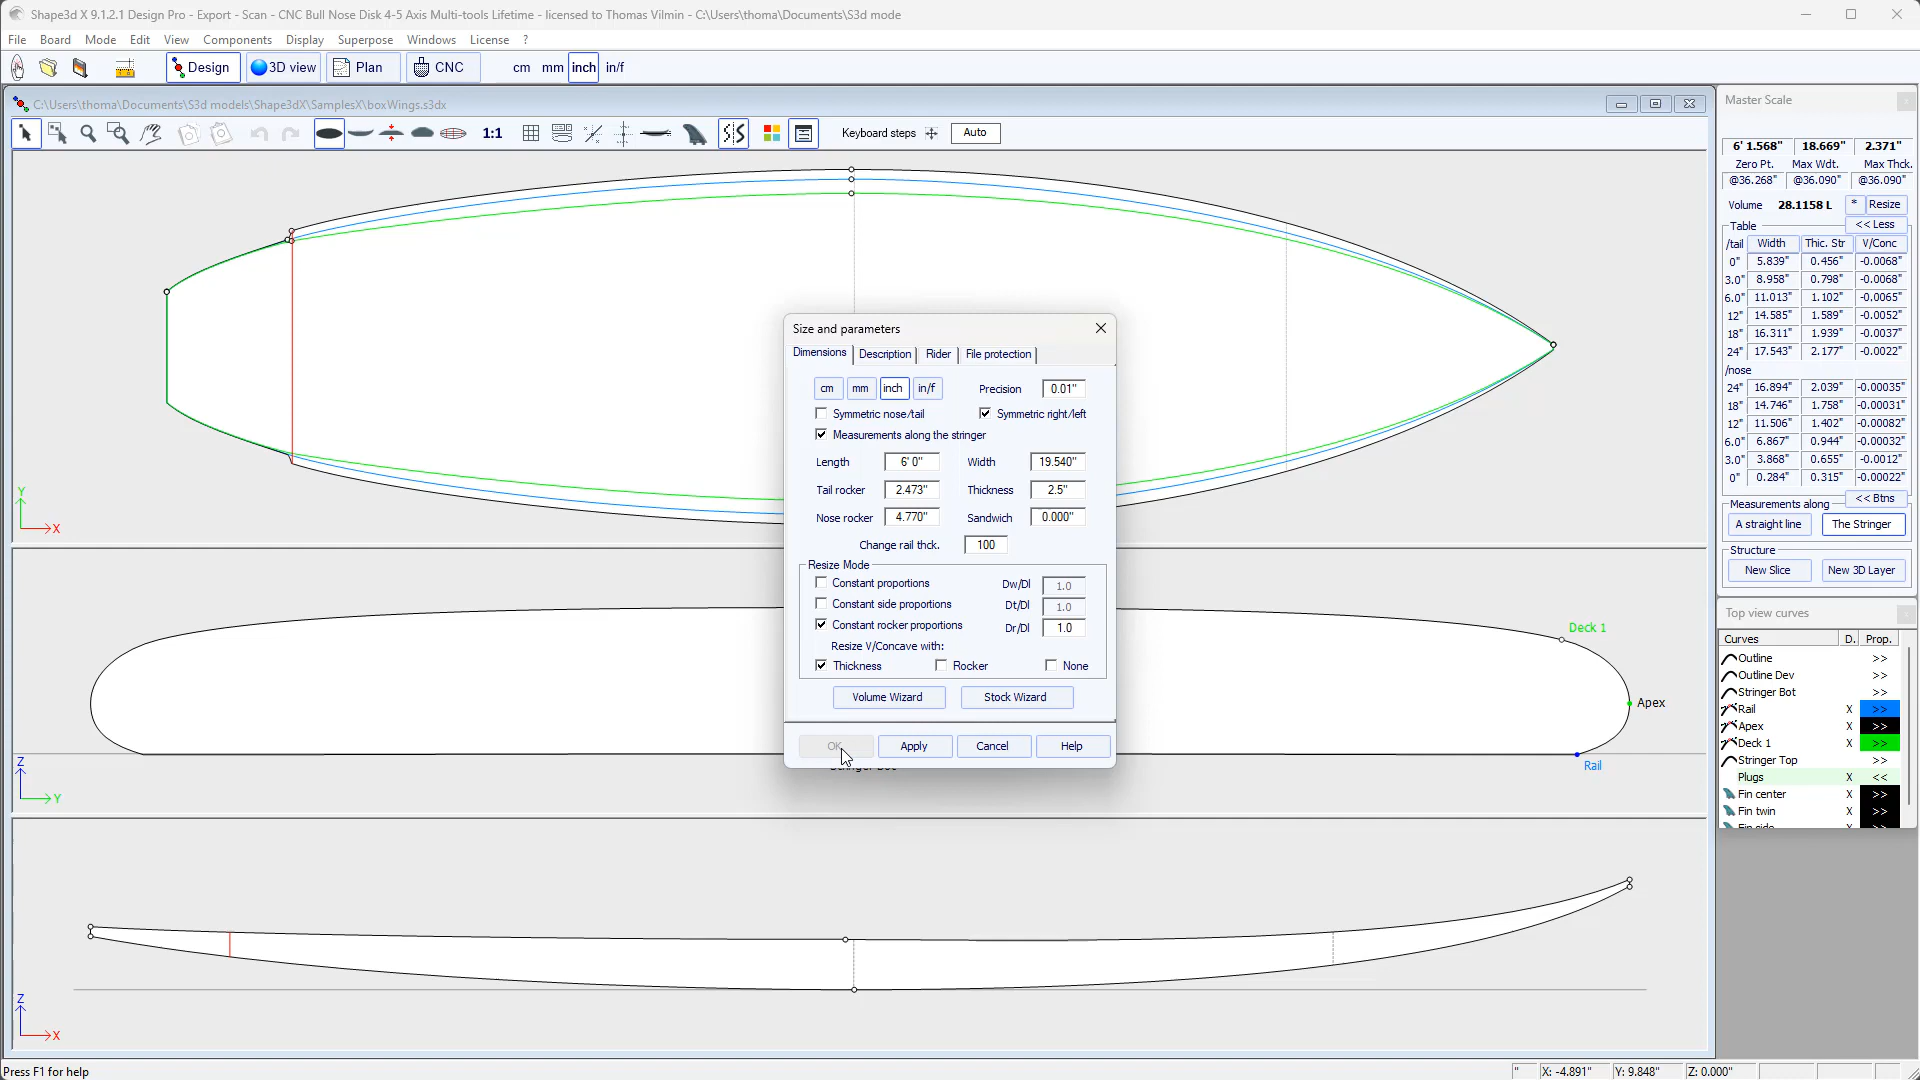 Shape3d X 9.1.2.1 Design Pro - Export - Scan - CNC Bull Nose Disk 4-5 Axis Multi-tools Lifetime - licensed to Thomas Vilmin - C:\Users\thoma\Documents\S3d mode
File Board Mode Edit View Components Display Superpose Windows License ?
Design 3D view Plan CNC cm mm inch in/f
C:\Users\thoma\Documents\S3d models\Shape3dX\SamplesX\boxWings.s3dx
1:1 Keyboard steps Auto
Master Scale
6' 1.568" 18.669" 2.371"
Zero Pt. Max Wdt. Max Thck.
@36.268" @36.090" @36.090"
Volume 28.1158 L * Resize
<< Less
Table
/tail Width Thic. Str V/Conc
0" 5.839" 0.456" -0.0068"
3.0" 8.958" 0.798" -0.0068"
6.0" 11.013" 1.102" -0.0065"
12" 14.585" 1.589" -0.0052"
18" 16.311" 1.939" -0.0037"
24" 17.543" 2.177" -0.0022"
/nose
24" 16.894" 2.039" -0.00035"
18" 14.746" 1.758" -0.00031"
12" 11.506" 1.402" -0.00082"
6.0" 6.867" 0.944" -0.00032"
3.0" 3.868" 0.655" -0.0012"
0" 0.284" 0.315" -0.00022"
<< Btns
Measurements along
A straight line The Stringer
Structure
New Slice New 3D Layer
Top view curves
Curves D. Prop.
Outline >>
Outline Dev >>
Stringer Bot >>
Rail X >>
Apex X >>
Deck 1 X >>
Stringer Top >>
Plugs X <<
Fin center X >>
Fin twin X >>
Size and parameters
Dimensions Description Rider File protection
cm mm inch in/f Precision 0.01"
Symmetric nose/tail Symmetric right/left
Measurements along the stringer
Length 6' 0" Width 19.540"
Tail rocker 2.473" Thickness 2.5"
Nose rocker 4.770" Sandwich 0.000"
Change rail thck. 100
Resize Mode
Constant proportions Dw/Dl 1.0
Constant side proportions Dt/Dl 1.0
Constant rocker proportions Dr/Dl 1.0
Resize V/Concave with:
Thickness Rocker None
Volume Wizard Stock Wizard
OK Apply Cancel Help
Y
X
Deck 1
Apex
Rail
Z
Y
Z
X
Press F1 for help " X: -4.891" Y: 9.848" Z: 0.000"